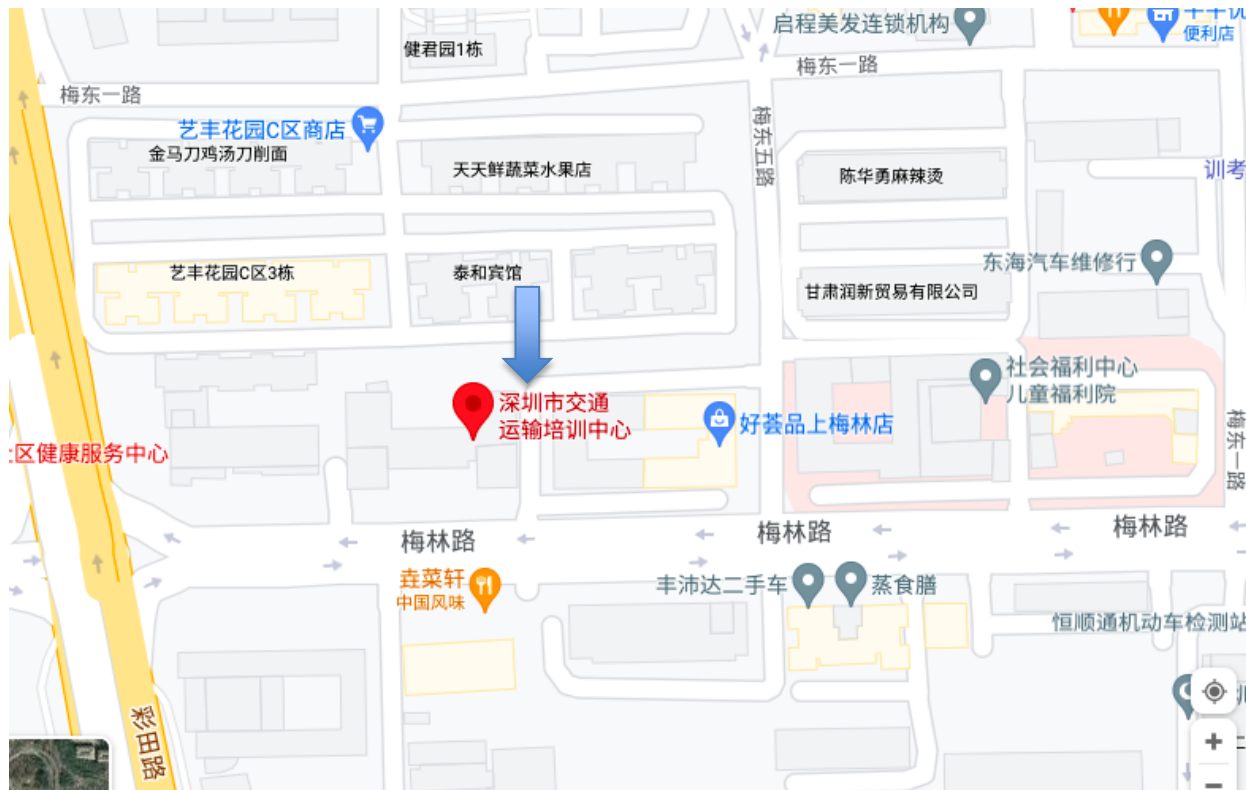 启程美发连锁机构
便利店
健君园1栋
梅东一路
梅东一路
艺丰花园C区商店
金马刀鸡汤刀削面
天天鲜蔬菜水果店
梅东五路
陈华勇麻辣烫
训考
东海汽车维修行
艺丰花园C区3栋
泰和宾馆
甘肃润新贸易有限公司
社会福利中心
儿童福利院
深圳市交通
运输培训中心
好荟品上梅林店
区健康服务中心
梅东一路
梅林路
梅林路
梅林路
垚菜轩
中国风味
丰沛达二手车
蒸食膳
恒顺通机动车检测站
彩田路